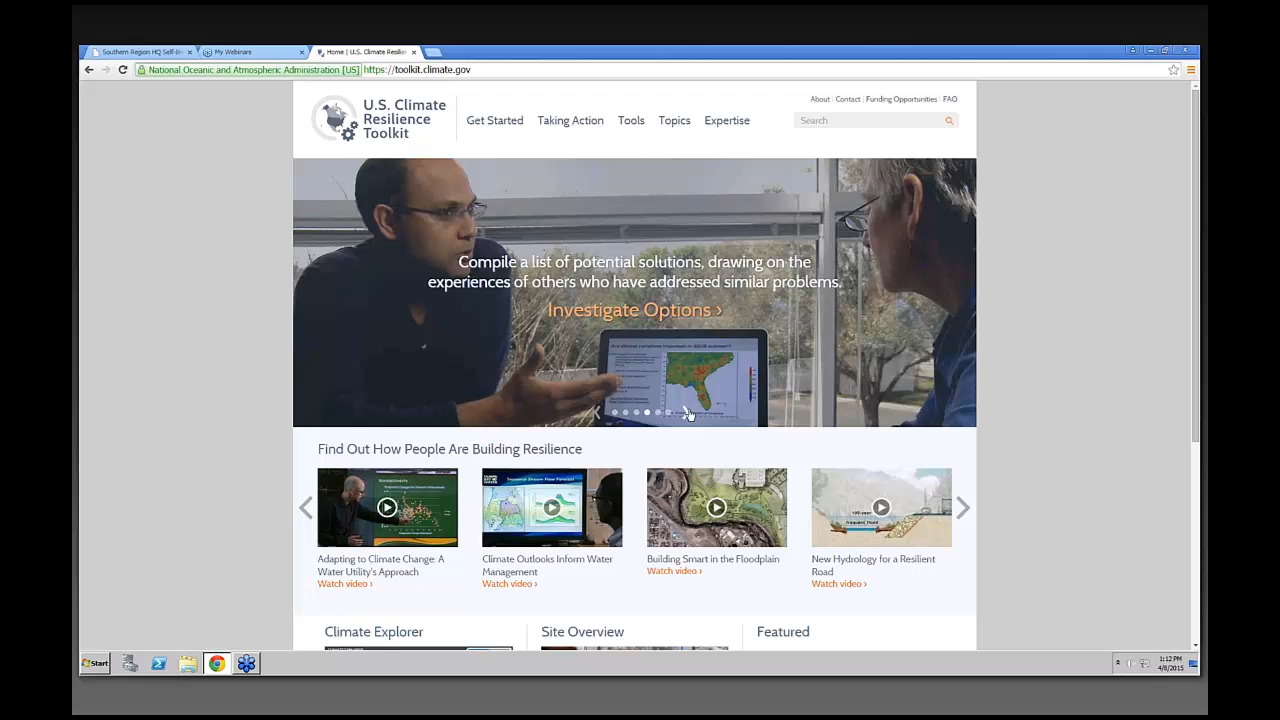 Southern Region HQ Self-Br
My Webinars
Home | U.S. Climate Resilie
National Oceanic and Atmospheric Administration [US] https://toolkit.climate.gov
About Contact Funding Opportunities FAQ
U.S. Climate
Resilience
Toolkit
Get Started Taking Action Tools Topics Expertise
Search
Compile a list of potential solutions, drawing on the
experiences of others who have addressed similar problems.
Investigate Options ›
Find Out How People Are Building Resilience
Adapting to Climate Change: A
Water Utility's Approach
Watch video ›
Climate Outlooks Inform Water
Management
Watch video ›
Building Smart in the Floodplain
Watch video ›
New Hydrology for a Resilient
Road
Watch video ›
Climate Explorer
Site Overview
Featured
Start
1:12 PM
4/8/2015